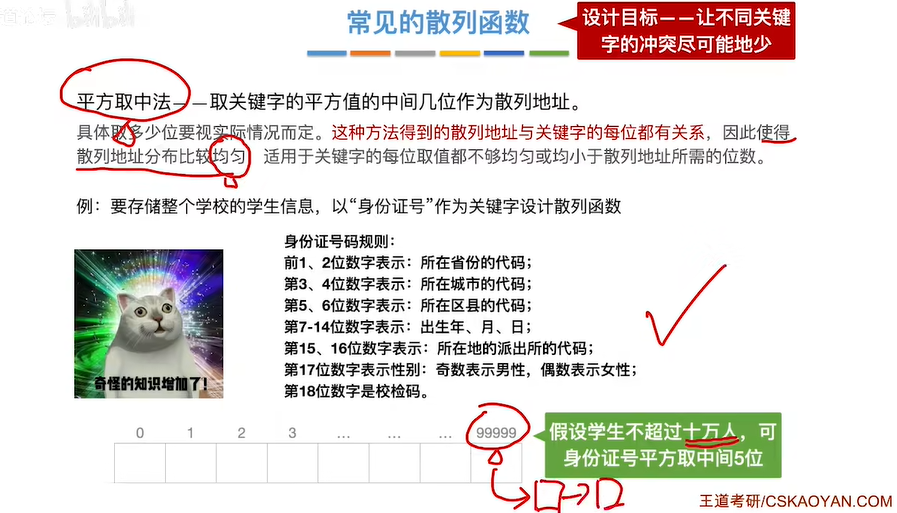 常见的散列函数
设计目标——让不同关键
字的冲突尽可能地少
平方取中法——取关键字的平方值的中间几位作为散列地址。
具体取多少位要视实际情况而定。这种方法得到的散列地址与关键字的每位都有关系，因此使得
散列地址分布比较均匀，适用于关键字的每位取值都不够均匀或均小于散列地址所需的位数。
例：要存储整个学校的学生信息，以“身份证号”作为关键字设计散列函数
身份证号码规则：
前1、2位数字表示：所在省份的代码；
第3、4位数字表示：所在城市的代码；
第5、6位数字表示：所在区县的代码；
第7-14位数字表示：出生年、月、日；
第15、16位数字表示：所在地的派出所的代码；
第17位数字表示性别：奇数表示男性，偶数表示女性；
第18位数字是校检码。
奇怪的知识增加了！
0 1 2 3 … … … 99999
假设学生不超过十万人，可
身份证号平方取中间5位
王道考研/CSKAOYAN.COM